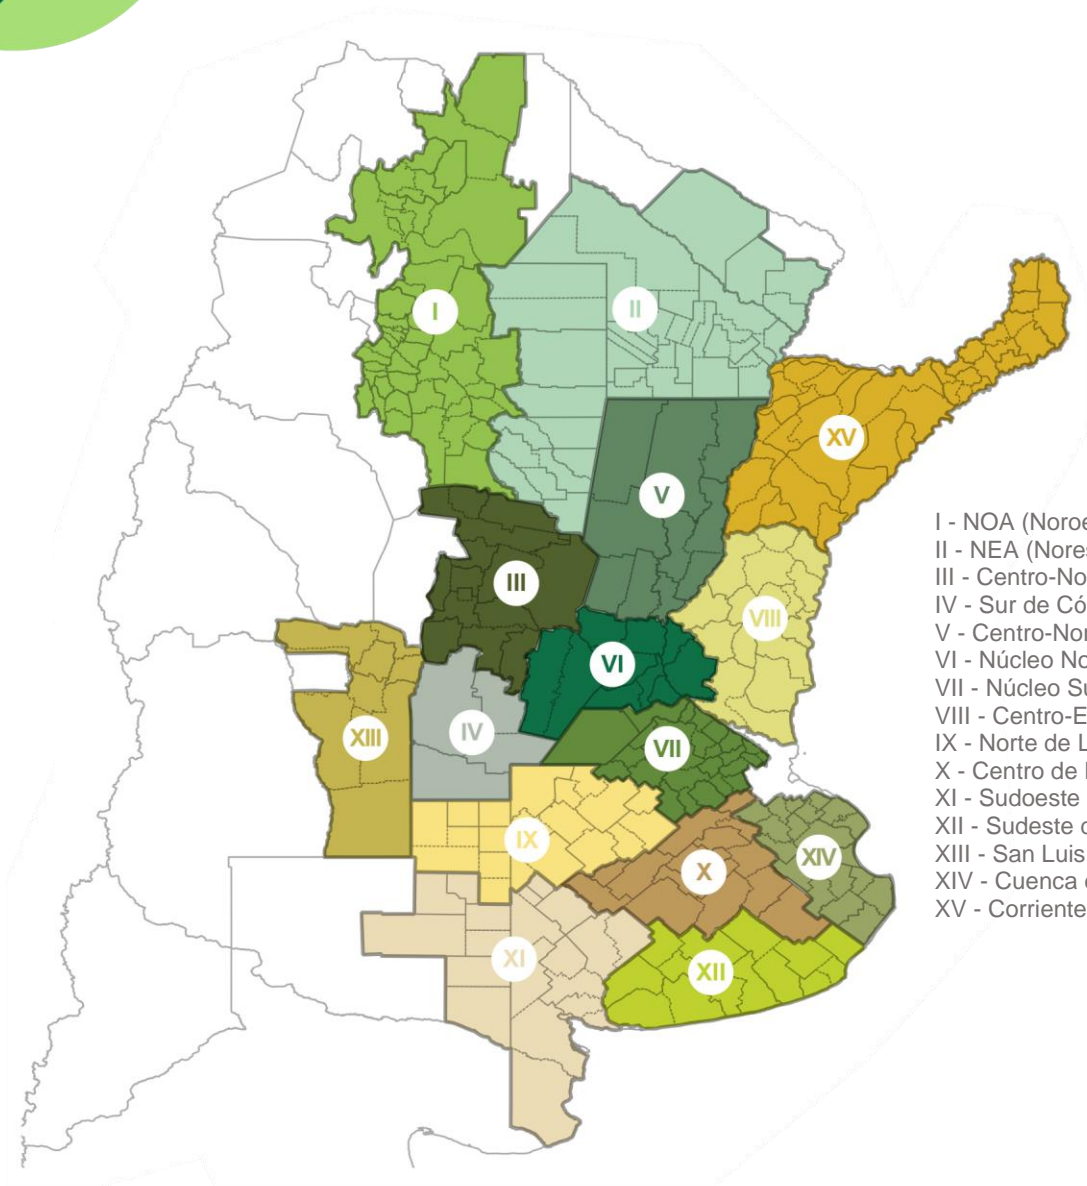 I
II
XV
V
III
VIII
VI
IV
XIII
VII
IX
XIV
X
XI
XII
I - NOA (Noroe
II - NEA (Nores
III - Centro-No
IV - Sur de Có
V - Centro-Nor
VI - Núcleo No
VII - Núcleo Su
VIII - Centro-E
IX - Norte de L
X - Centro de
XI - Sudoeste
XII - Sudeste
XIII - San Luis
XIV - Cuenca
XV - Corriente